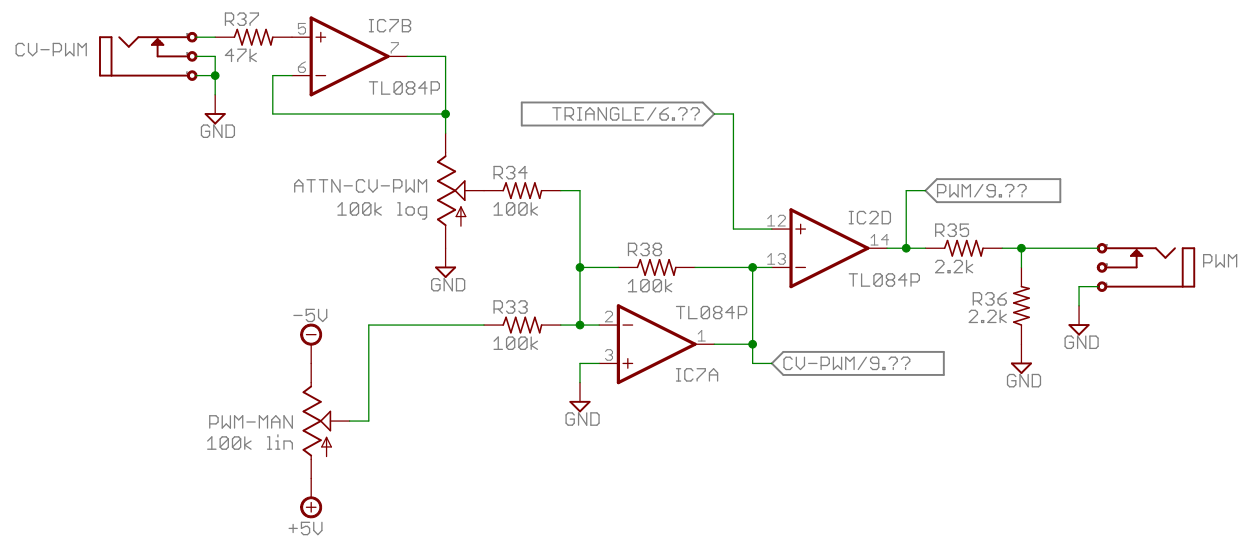 R37
IC7B
CV-PWM
5
7
47k
6
TL084P
GND
TRIANGLE/6.??
R34
ATTN-CV-PWM
100k log
100k
PWM/9.??
12
IC2D
14
R35
R38
13
2.2k
PWM
100k
TL084P
GND
R33
TL084P
R36
2.2k
-5V
2
1
100k
3
GND
CV-PWM/9.??
IC7A
GND
PWM-MAN
GND
100k lin
+5V